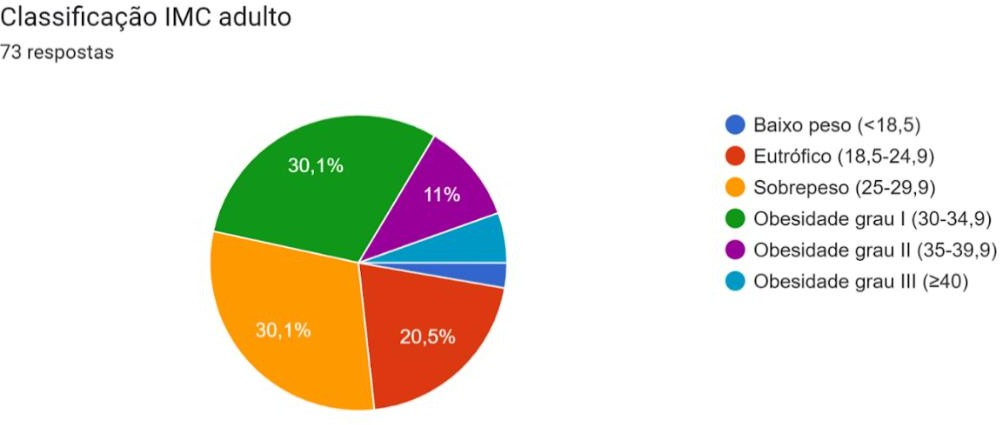 Classificação IMC adulto
73 respostas
30,1%
11%
30,1%
20,5%
Baixo peso (<18,5)
Eutrófico (18,5-24,9)
Sobrepeso (25-29,9)
Obesidade grau I (30-34,9)
Obesidade grau II (35-39,9)
Obesidade grau III (≥40)